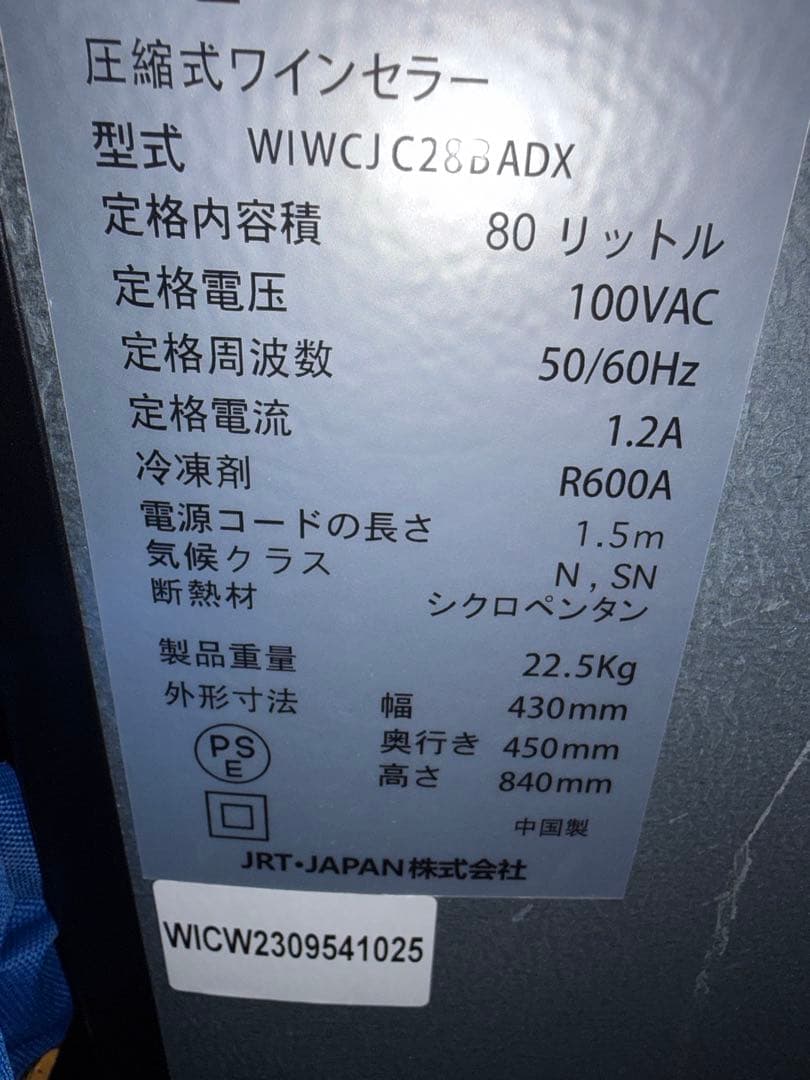 圧縮式ワインセラー
型式 WIWCJC28BADX
定格内容積 80 リットル
定格電圧 100VAC
定格周波数 50/60Hz
定格電流 1.2A
冷凍剤 R600A
電源コードの長さ 1.5m
気候クラス N , SN
断熱材 シクロペンタン
製品重量 22.5Kg
外形寸法 幅 430mm
奥行き 450mm
高さ 840mm
PS
E
中国製
JRT・JAPAN株式会社
WICW2309541025